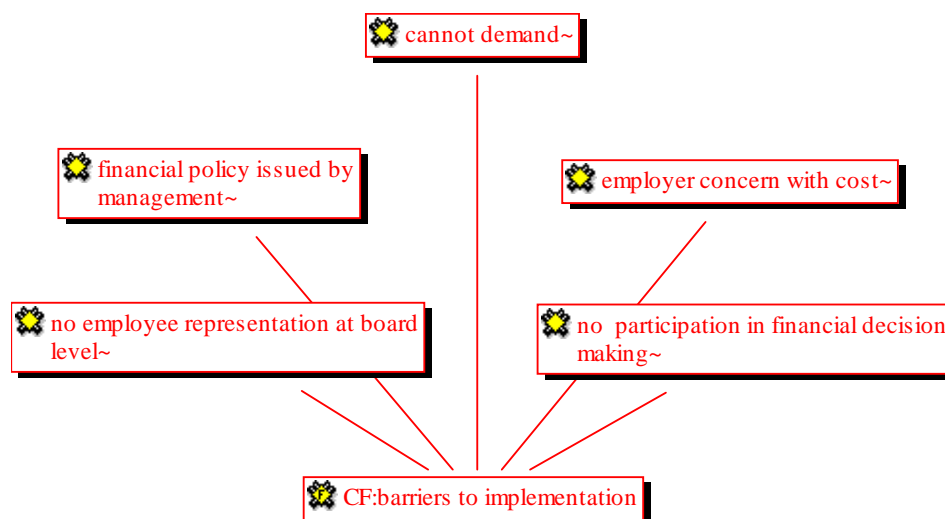 cannot demand~
financial policy issued by
management~
employer concern with cost~
no employee representation at board
level~
no participation in financial decision
making~
CF:barriers to implementation